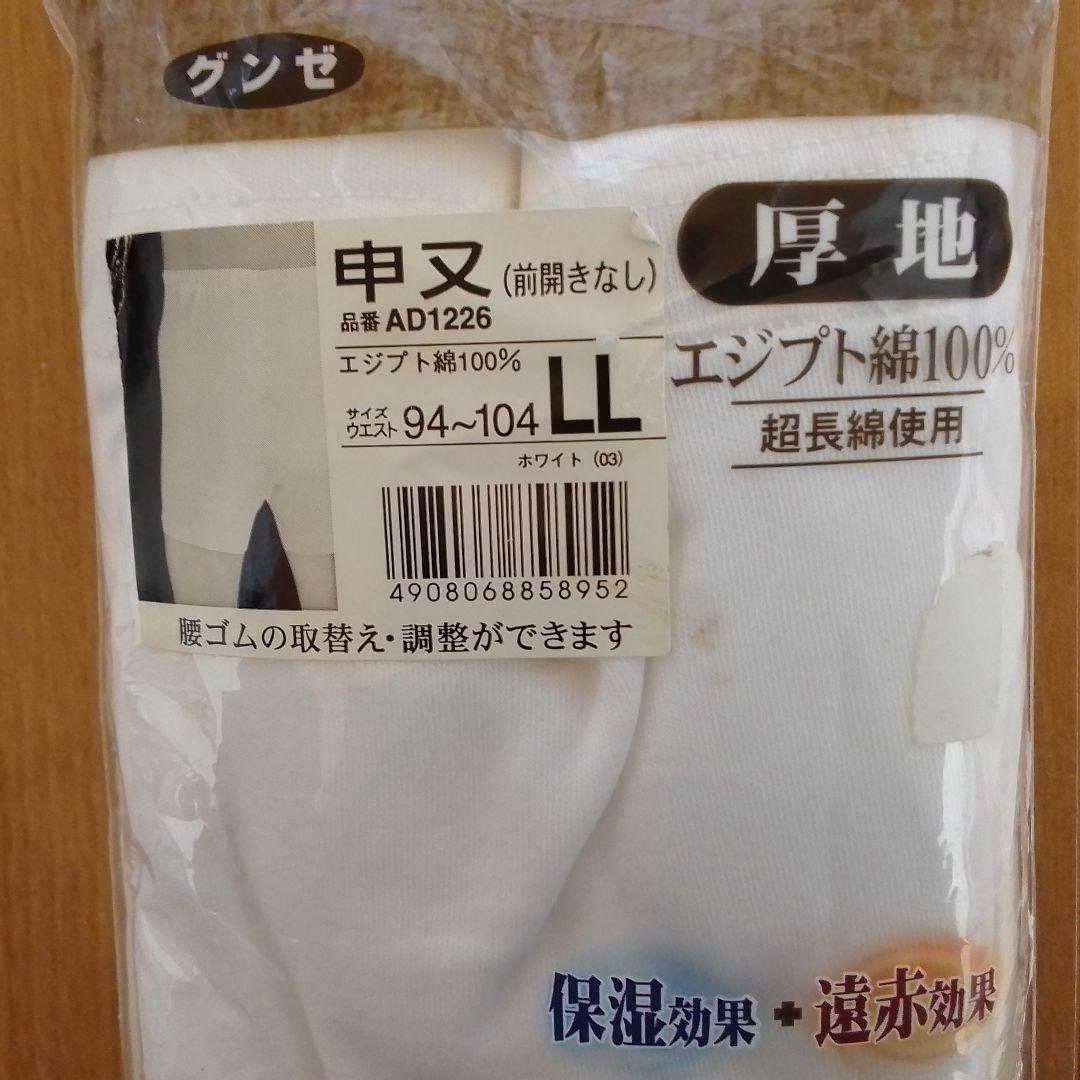 グンゼ
厚地
申又(前開きなし)
品番 AD1226
エジプト綿100%
サイズ
ウエスト 94~104 LL
ホワイト (03)
4908068858952
腰ゴムの取替え・調整ができます
エジプト綿100%
超長綿使用
保湿効果+遠赤効果